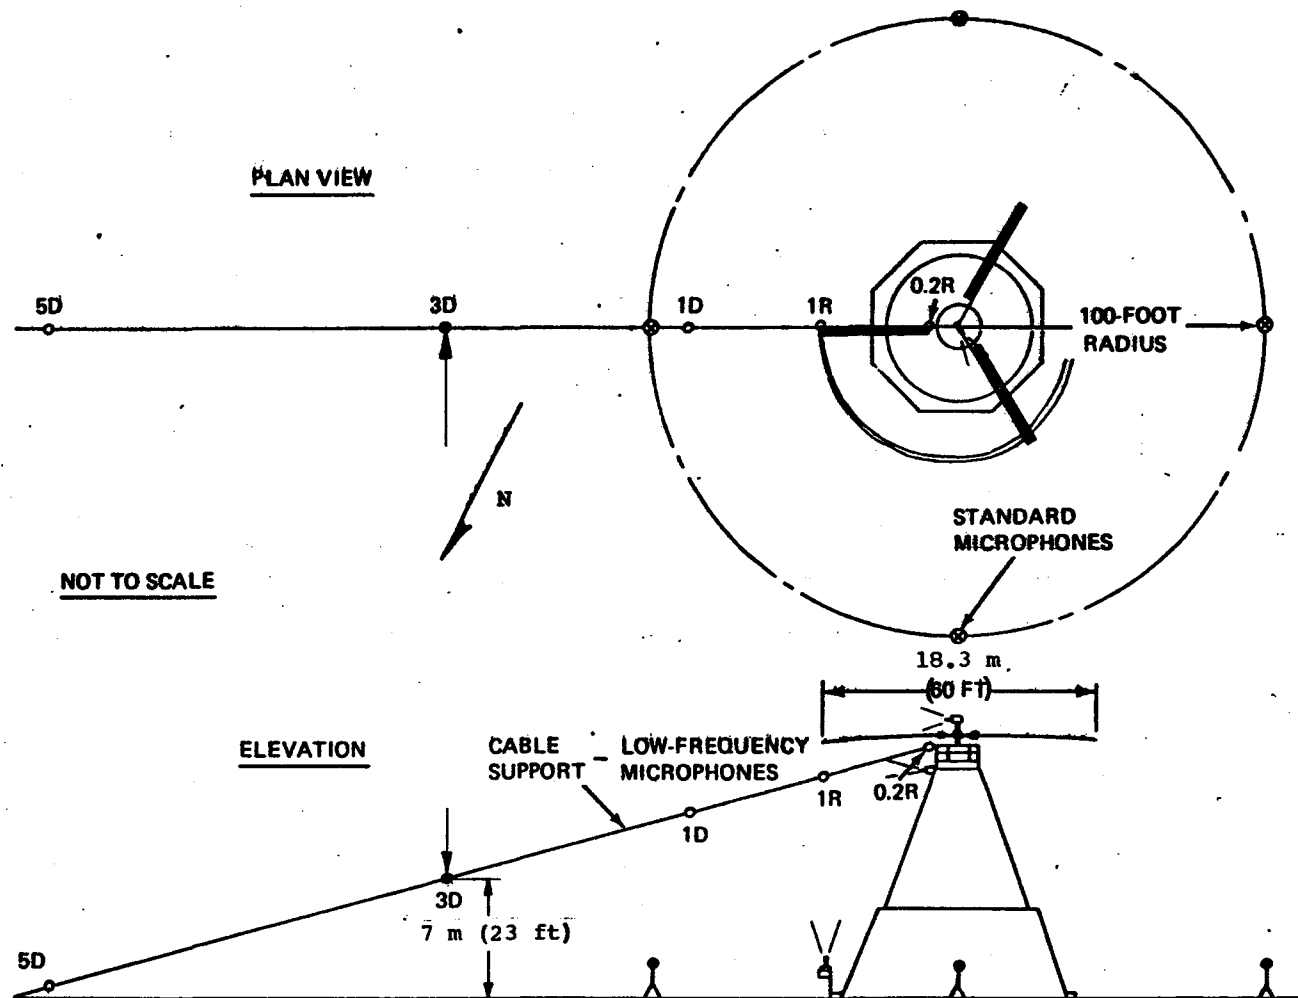 PLAN VIEW
5D
3D
1D
1R
0.2R
100-FOOT
RADIUS
N
STANDARD
MICROPHONES
NOT TO SCALE
18.3 m
(60 FT)
ELEVATION
CABLE
SUPPORT
LOW-FREQUENCY
MICROPHONES
0.2R
1R
1D
3D
7 m (23 ft)
5D